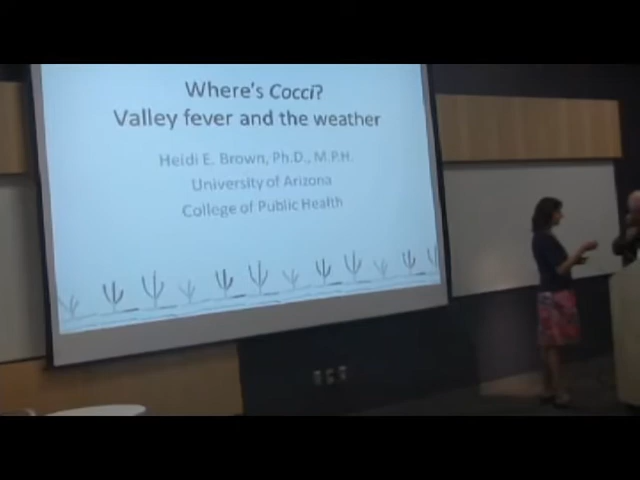 Where's Cocci?
Valley fever and the weather
Heidi E. Brown, Ph.D., M.P.H.
University of Arizona
College of Public Health